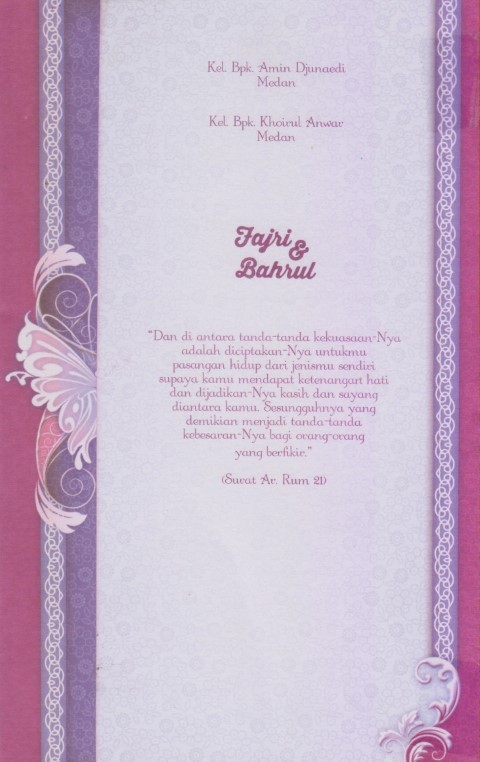 Kel. Bpk. Amin Djunaedi
Medan
Kel. Bpk. Khoirul Anwar
Medan
Fajri
&
Bahrul
"Dan di antara tanda-tanda kekuasaan-Nya
adalah diciptakan-Nya untukmu
pasangan hidup dari jenismu sendiri
supaya kamu mendapat ketenangan hati
dan dijadikan-Nya kasih dan sayang
diantara kamu. Sesungguhnya yang
demikian menjadi tanda-tanda
kebesaran-Nya bagi orang-orang
yang berfikir."
(Surat Ar. Rum 21)